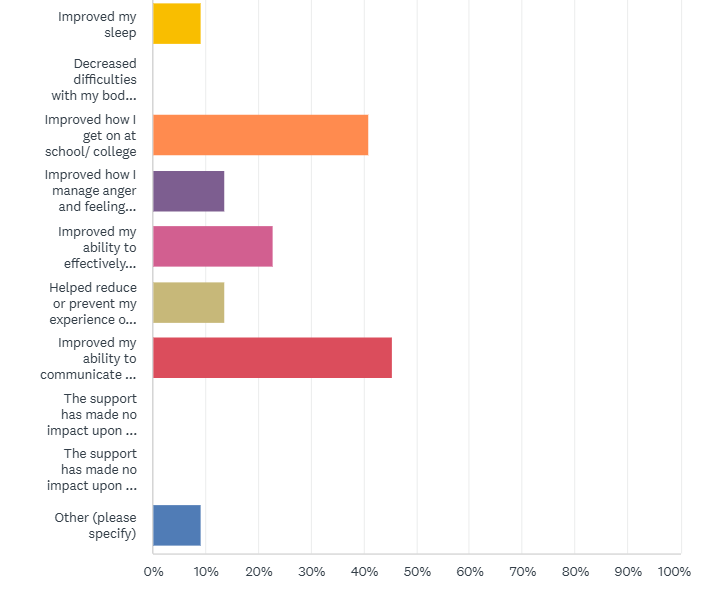 Improved my
sleep
Decreased
difficulties
with my bod...
Improved how I
get on at
school/ college
Improved how I
manage anger
and feeling...
Improved my
ability to
effectively...
Helped reduce
or prevent my
experience o...
Improved my
ability to
communicate ...
The support
has made no
impact upon ...
The support
has made no
impact upon ...
Other (please
specify)
0% 10% 20% 30% 40% 50% 60% 70% 80% 90% 100%